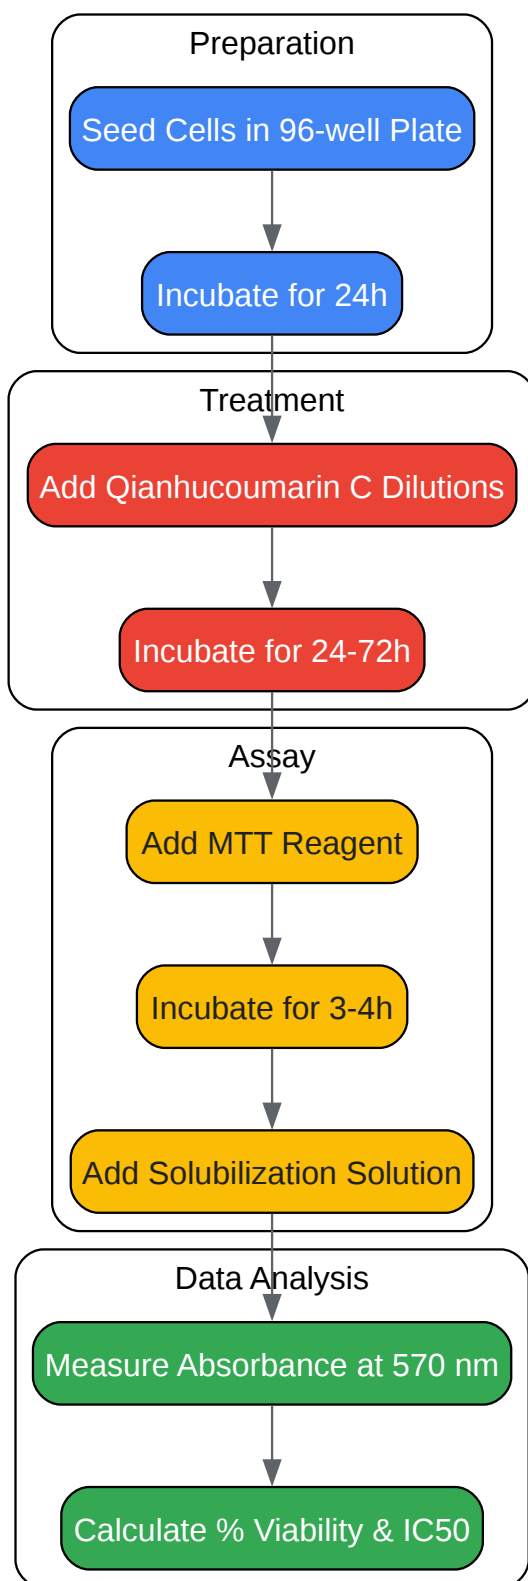 Preparation
Seed Cells in 96-well Plate
Incubate for 24h
Treatment
Add Qianhucoumarin C Dilutions
Incubate for 24-72h
Assay
Add MTT Reagent
Incubate for 3-4h
Add Solubilization Solution
Data Analysis
Measure Absorbance at 570 nm
Calculate % Viability & IC50